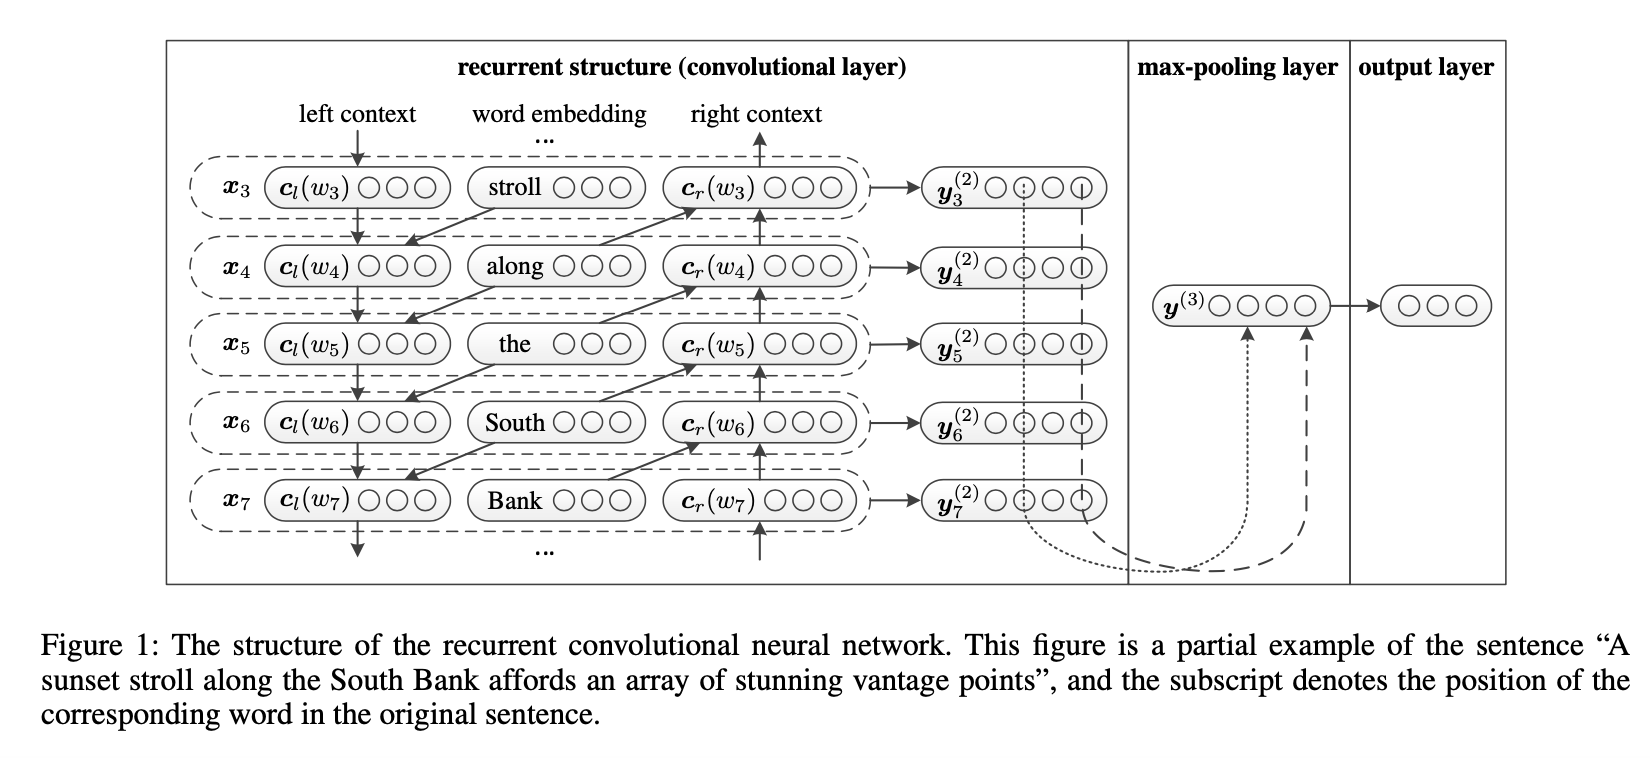 recurrent structure (convolutional layer) max-pooling layer output layer
left context word embedding right context
...
x₃ cₗ(w₃) stroll cᵣ(w₃) y₃⁽²⁾
x₄ cₗ(w₄) along cᵣ(w₄) y₄⁽²⁾
y⁽³⁾
x₅ cₗ(w₅) the cᵣ(w₅) y₅⁽²⁾
x₆ cₗ(w₆) South cᵣ(w₆) y₆⁽²⁾
x₇ cₗ(w₇) Bank cᵣ(w₇) y₇⁽²⁾
...
Figure 1: The structure of the recurrent convolutional neural network. This figure is a partial example of the sentence “A
sunset stroll along the South Bank affords an array of stunning vantage points”, and the subscript denotes the position of the
corresponding word in the original sentence.